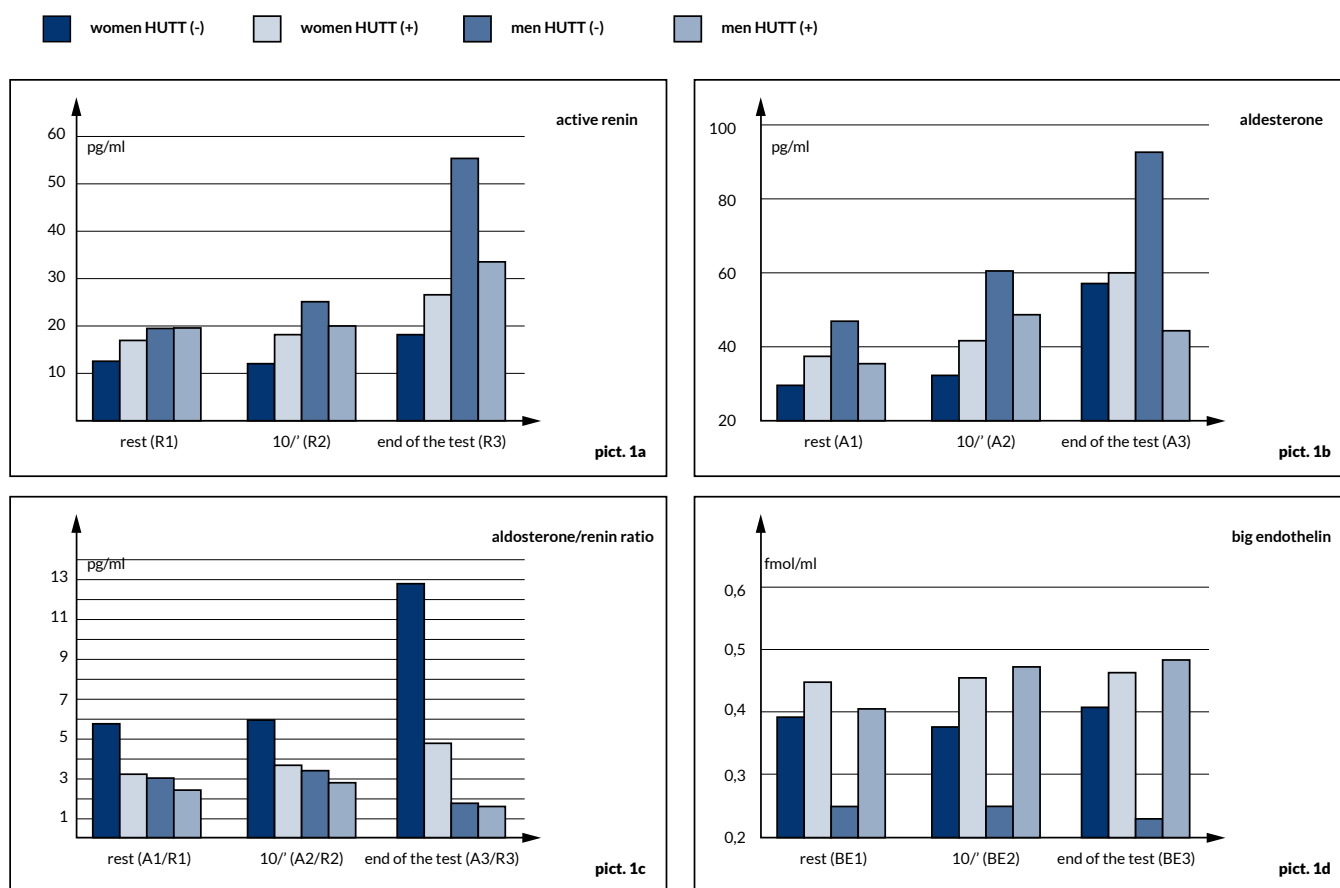 women HUTT (-) women HUTT (+) men HUTT (-) men HUTT (+)
active renin
60
pg/ml
50
40
30
20
10
rest (R1) 10/’ (R2) end of the test (R3)
pict. 1a
aldesterone
100
pg/ml
80
60
40
20
rest (A1) 10/’ (A2) end of the test (A3)
pict. 1b
aldosterone/renin ratio
pg/ml
13
11
9
7
5
3
1
rest (A1/R1) 10/’ (A2/R2) end of the test (A3/R3)
pict. 1c
big endothelin
fmol/ml
0,6
0,5
0,4
0,3
0,2
rest (BE1) 10/’ (BE2) end of the test (BE3)
pict. 1d